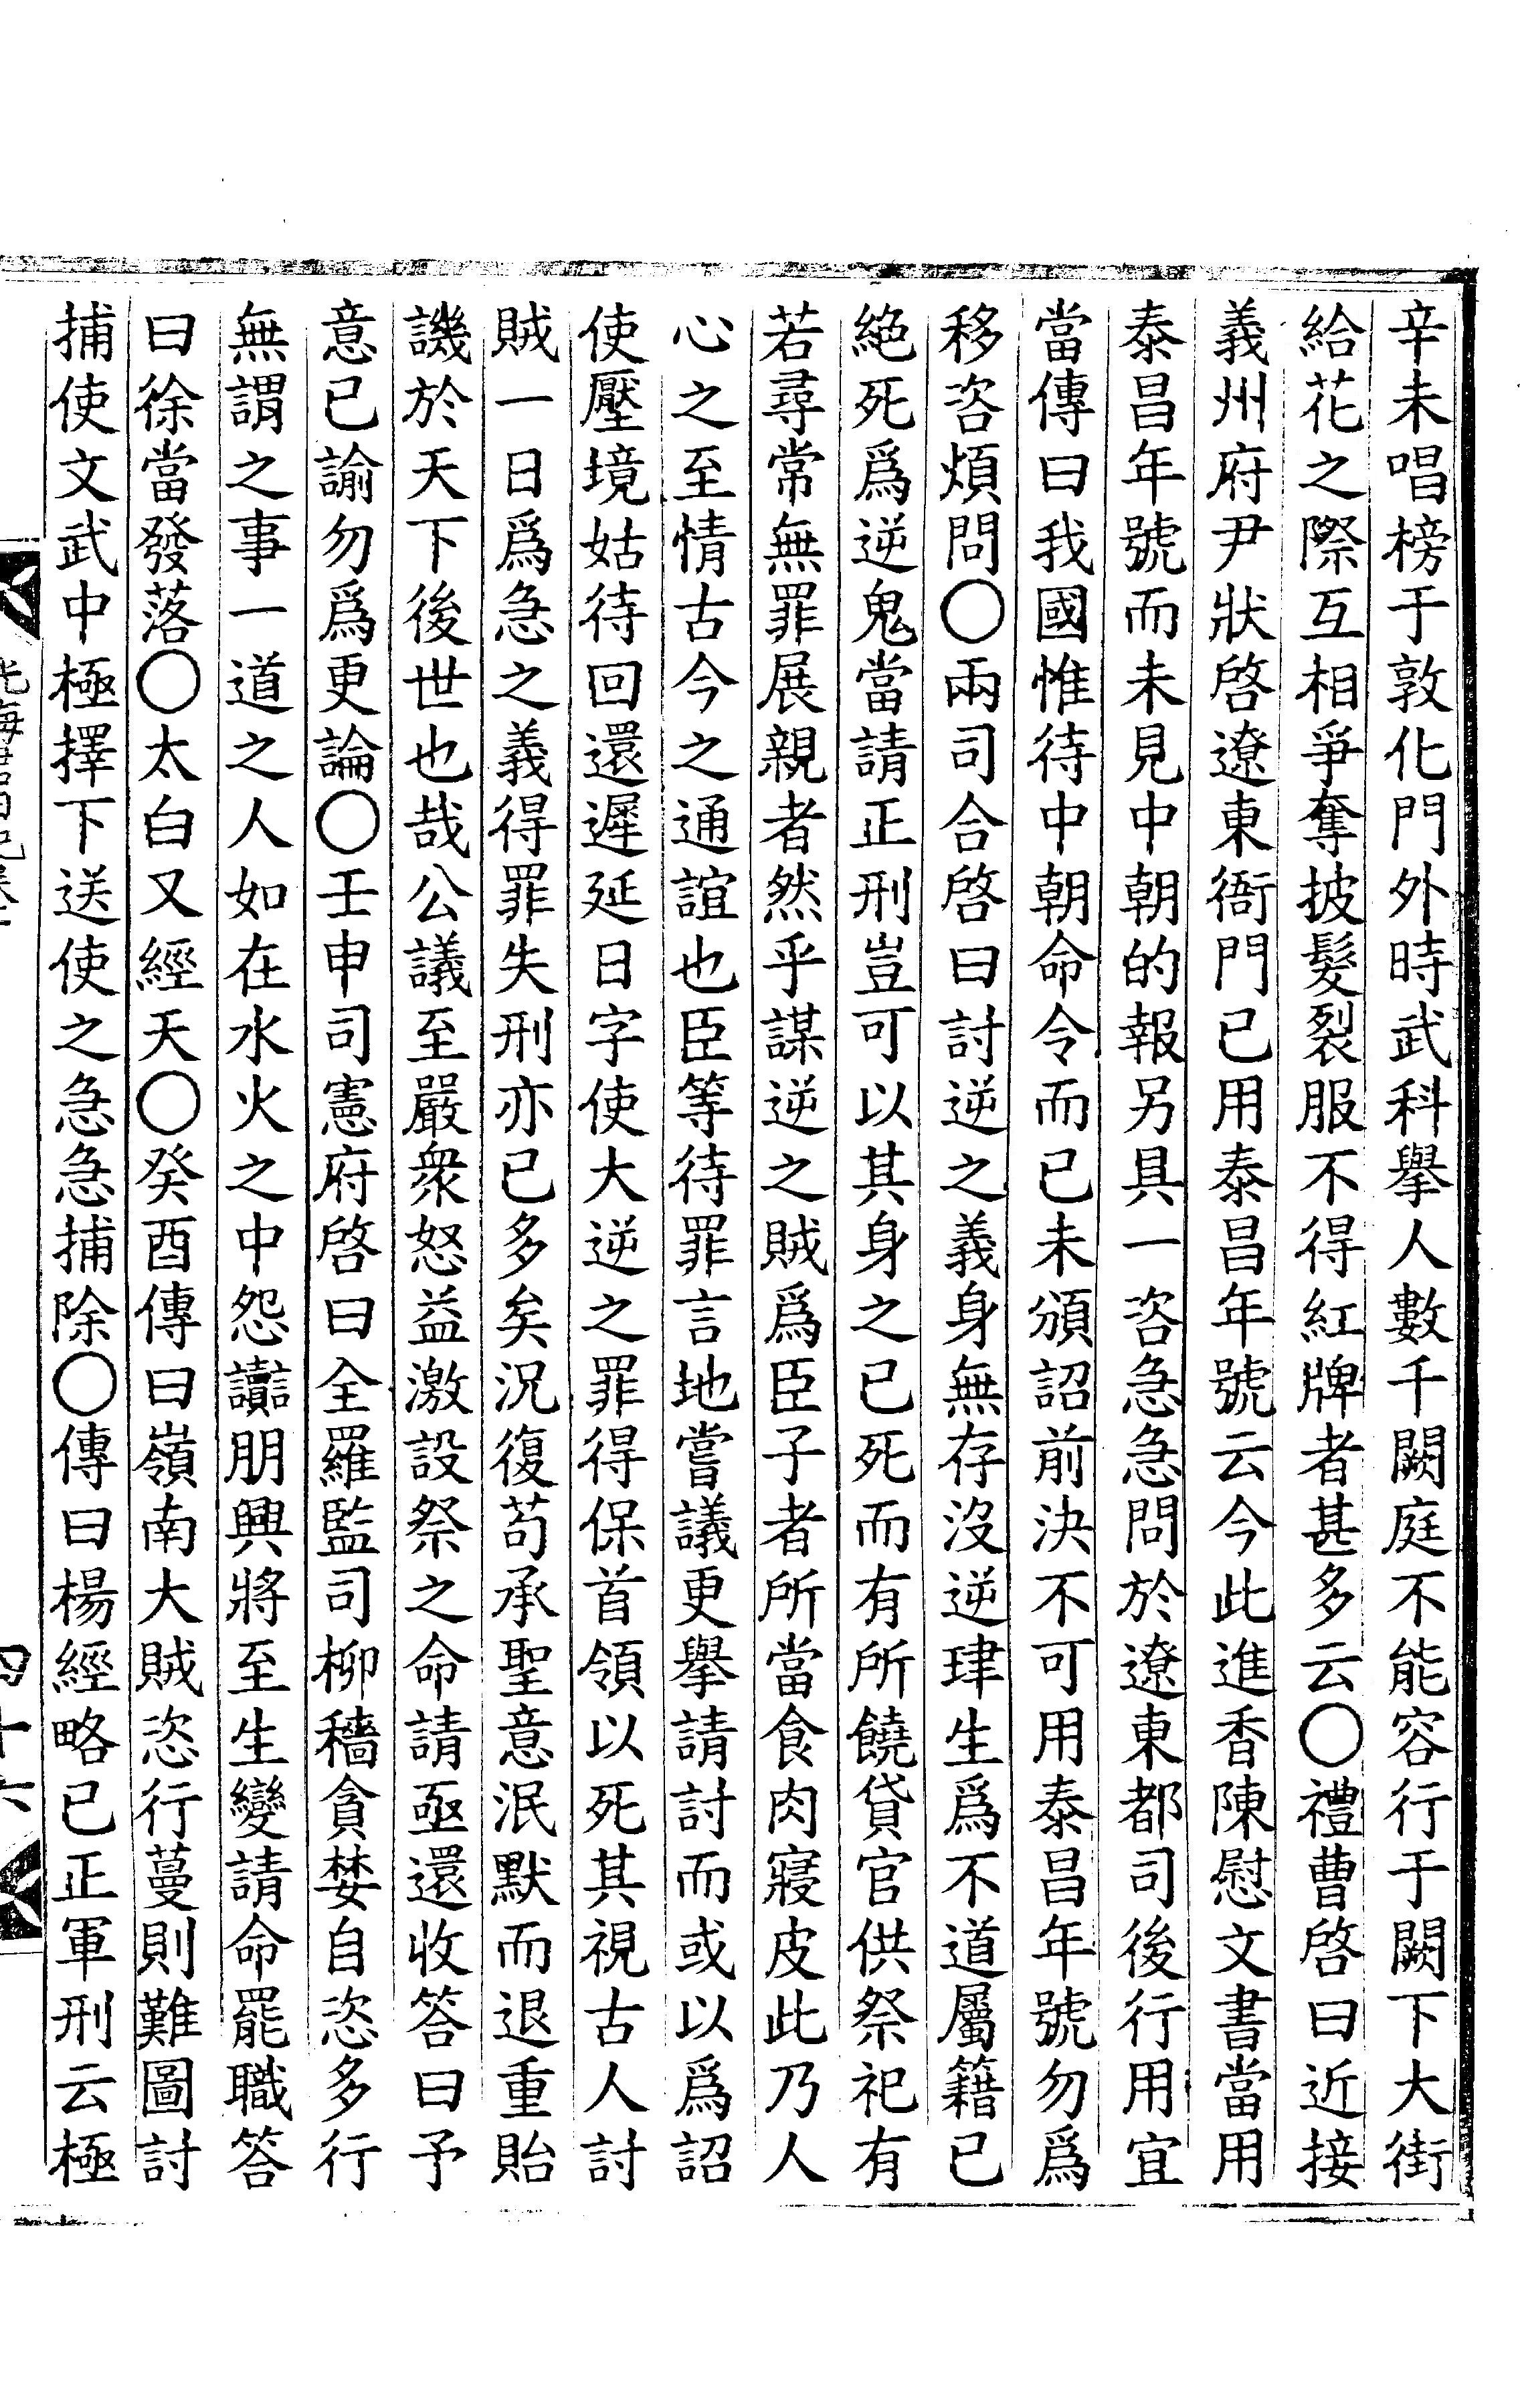 辛未唱榜于敦化門外時武科擧人數千闕庭不能容行于闕下大街
給花之際互相爭奪披髮裂服不得紅牌者甚多云○禮曹啓曰近接
義州府尹狀啓遼東衙門已用泰昌年號云今此進香陳慰文書當用
泰昌年號而未見中朝的報另具一咨急急問於遼東都司後行用宜
當傳曰我國惟待中朝命令而已未頒詔前決不可用泰昌年號勿爲
移咨煩問○兩司合啓曰討逆之義身無存沒逆肆生爲不道屬籍已
絶死爲逆鬼當請正刑豈可以其身之已死而有所饒貸官供祭祀有
若尋常無罪展親者然乎謀逆之賊爲臣子者所當食肉寢皮此乃人
心之至情古今之通誼也臣等待罪言地嘗議更擧請討而或以爲詔
使壓境姑待回還遲延日字使大逆之罪得保首領以死其視古人討
賊一日爲急之義得罪失刑亦已多矣況復苟承聖意泯默而退重貽
譏於天下後世也哉公議至嚴衆怒益激設祭之命請亟還收答曰予
意已諭勿爲更論○壬申司憲府啓曰全羅監司柳穡貪婪自恣多行
無謂之事一道之人如在水火之中怨讟朋興將至生變請命罷職答
曰徐當發落○太白又經天○癸酉傳曰嶺南大賊恣行蔓則難圖討
捕使文武中極擇下送使之急急捕除○傳曰楊經略已正軍刑云極
四十六